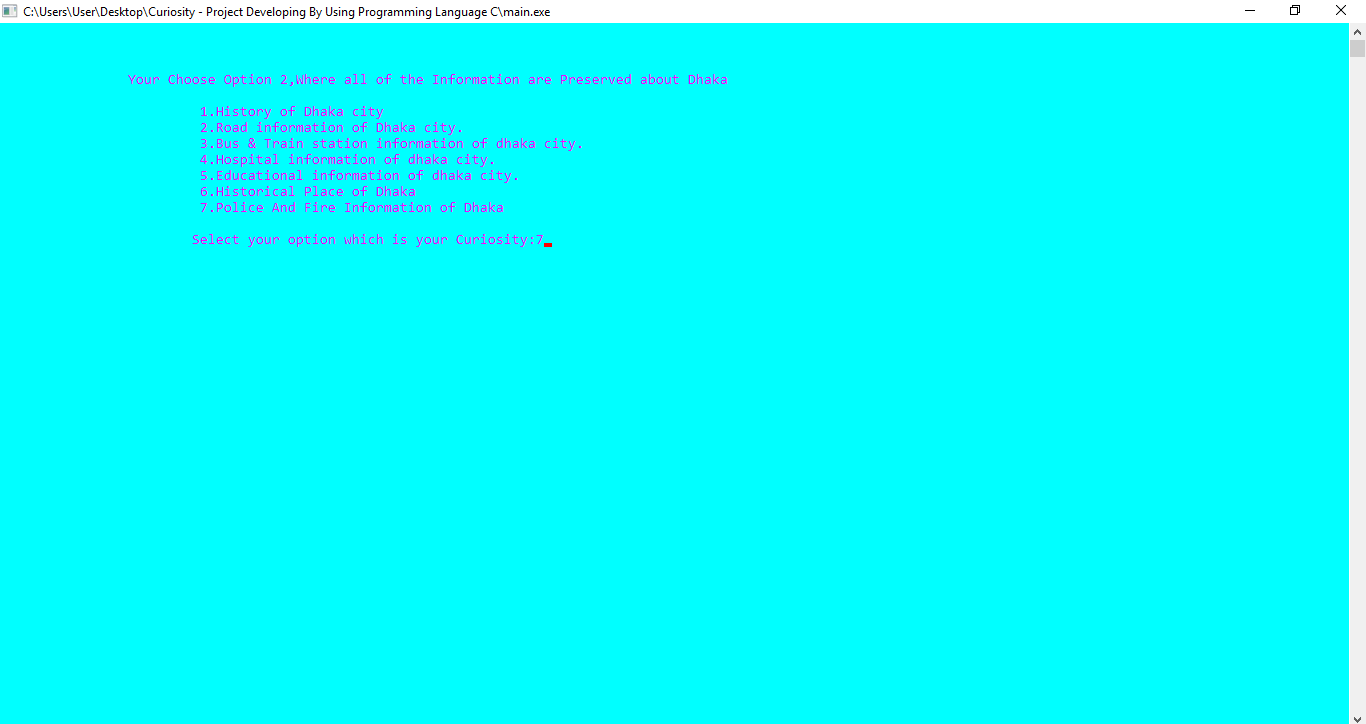 C:\Users\User\Desktop\Curiosity - Project Developing By Using Programming Language C\main.exe
Your Choose Option 2,Where all of the Information are Preserved about Dhaka
1.History of Dhaka city
2.Road information of Dhaka city.
3.Bus & Train station information of dhaka city.
4.Hospital information of dhaka city.
5.Educational information of dhaka city.
6.Historical Place of Dhaka
7.Police And Fire Information of Dhaka
Select your option which is your Curiosity:7